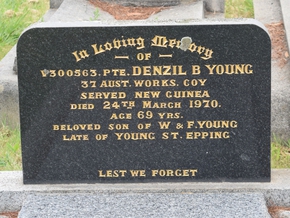 In Loving Memory
— OF —
V300563. PTE. DENZIL B YOUNG
37 AUST. WORKS. COY
SERVED NEW GUINEA
DIED 24TH MARCH 1970.
AGE 69 YRS.
BELOVED SON OF W & F. YOUNG
LATE OF YOUNG ST. EPPING
LEST WE FORGET